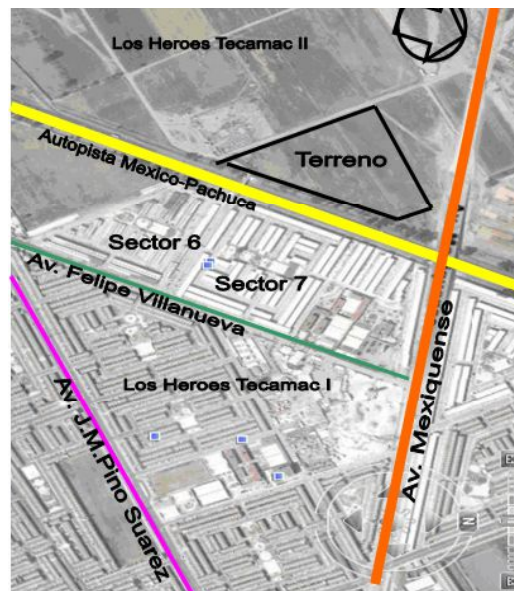 Los Heroes Tecamac II
Autopista Mexico-Pachuca
Terreno
Sector 6
Sector 7
Av. Felipe Villanueva
Los Heroes Tecamac I
Av. J.M.Pino Suarez
Av. Mexiquense
N